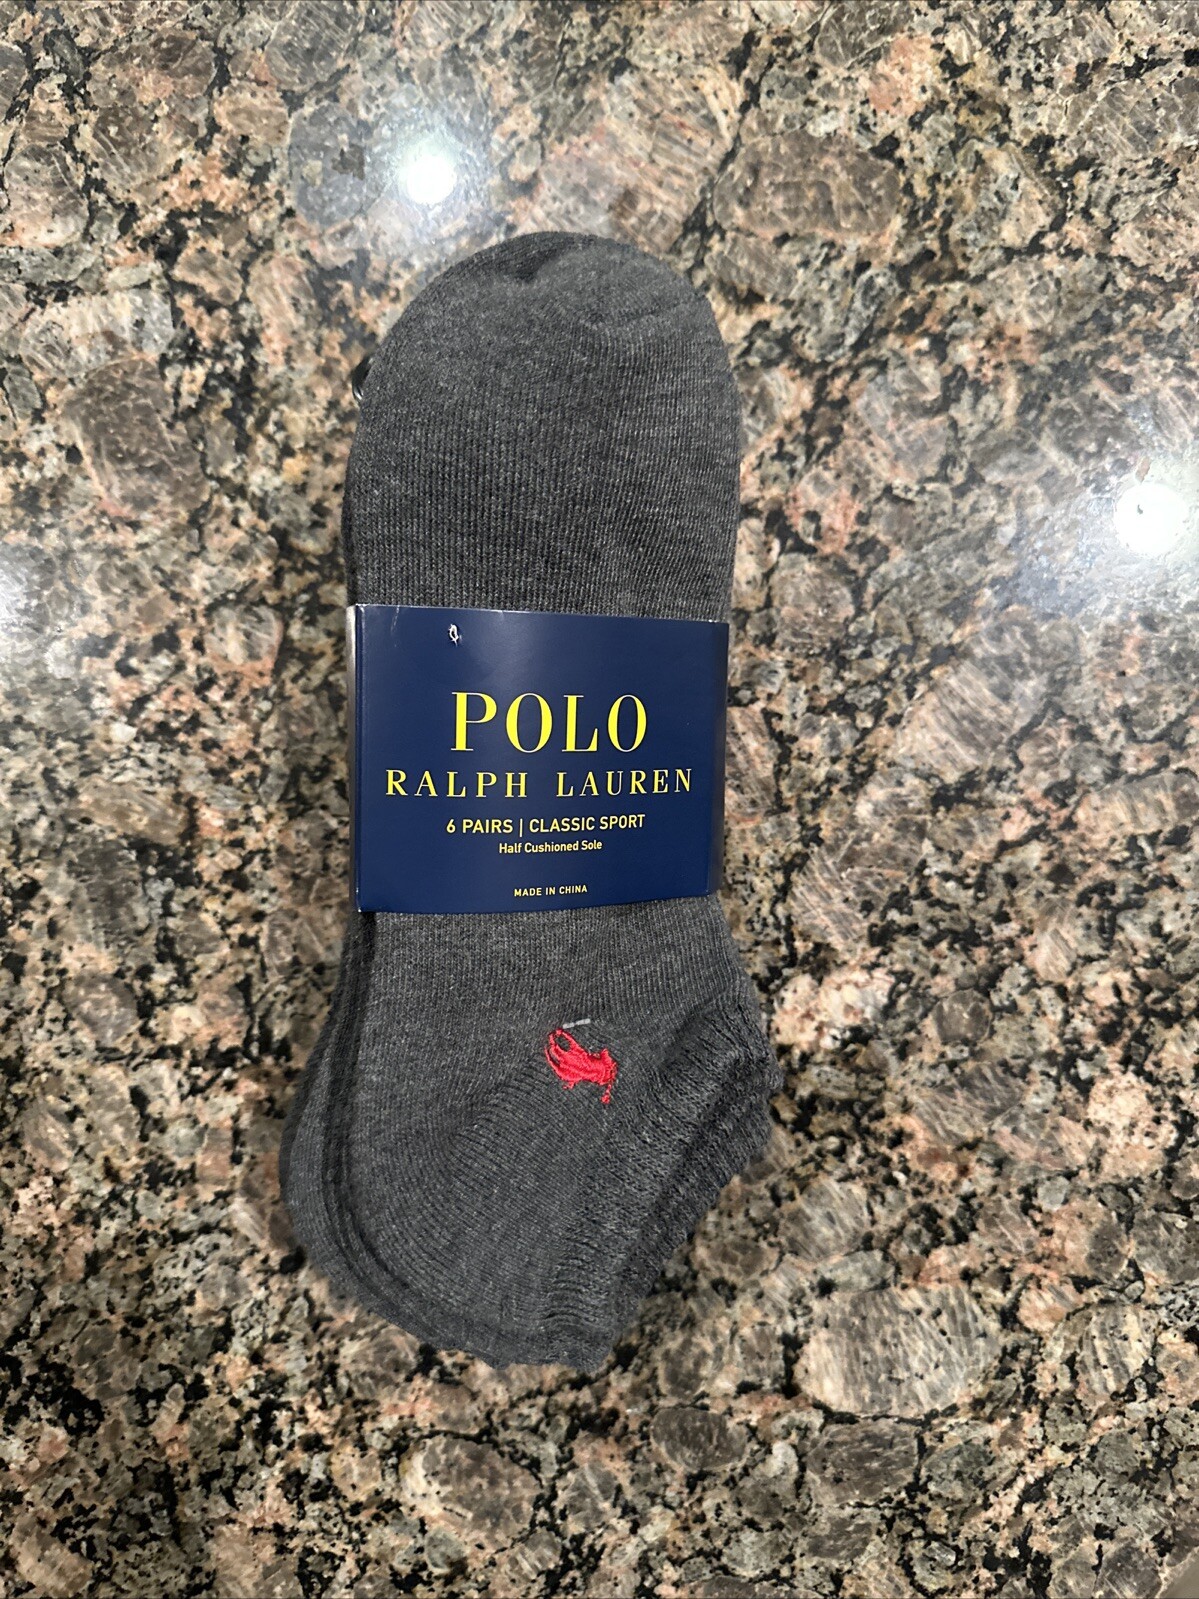 POLO
RALPH LAUREN
6 PAIRS | CLASSIC SPORT
Half Cushioned Sole
MADE IN CHINA